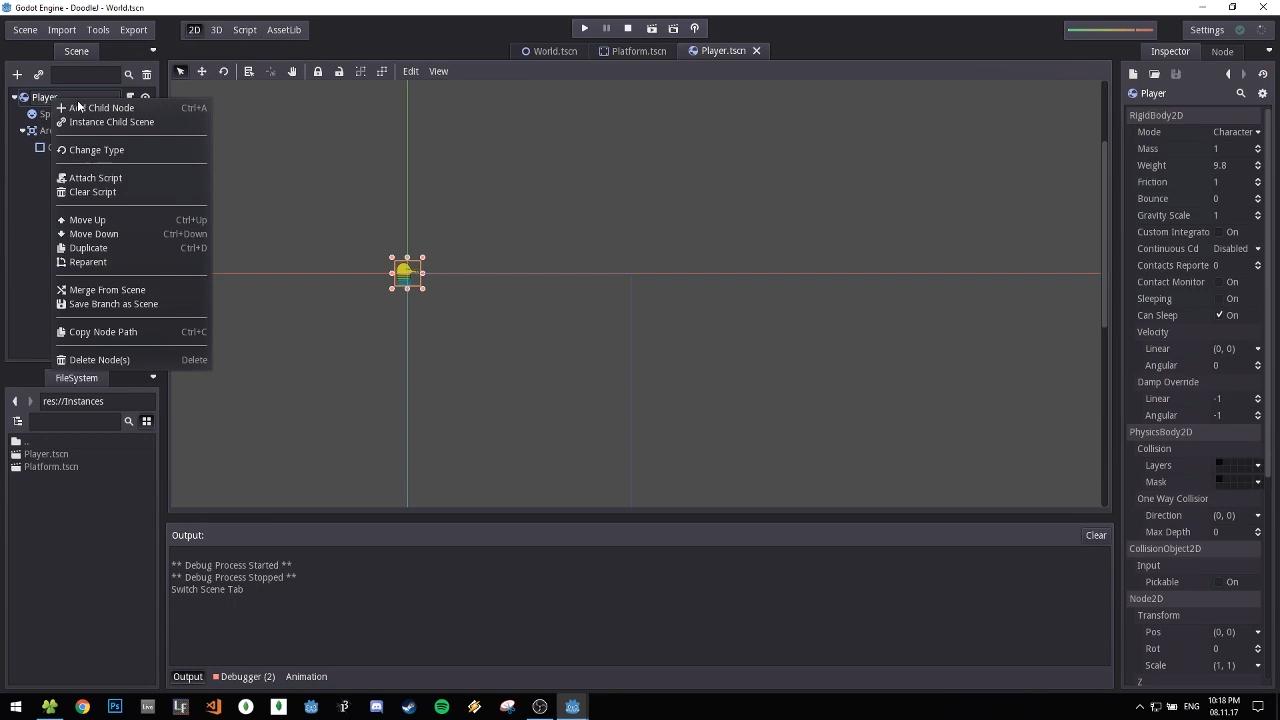 Godot Engine - DoodleJ - World.tscn
Scene Import Tools Export 2D 3D Script AssetLib Settings
Scene World.tscn Platform.tscn Player.tscn Inspector Node
Edit View
Player
Player
Add Child Node Ctrl+A
Instance Child Scene
Change Type
Attach Script
Clear Script
Move Up Ctrl+Up
Move Down Ctrl+Down
Duplicate Ctrl+D
Reparent
Merge From Scene
Save Branch as Scene
Copy Node Path Ctrl+C
Delete Node(s) Delete
FileSystem
res://Instances
..
Player.tscn
Platform.tscn
Output: Clear
** Debug Process Started **
** Debug Process Stopped **
Switch Scene Tab
Output Debugger (2) Animation
RigidBody2D
Mode Character
Mass 1
Weight 9.8
Friction 1
Bounce 0
Gravity Scale 1
Custom Integrato On
Continuous Cd Disabled
Contacts Reporte 0
Contact Monitor On
Sleeping On
Can Sleep On
Velocity
Linear (0, 0)
Angular 0
Damp Override
Linear -1
Angular -1
PhysicsBody2D
Collision
Layers
Mask
One Way Collision
Direction (0, 0)
Max Depth 0
CollisionObject2D
Input
Pickable On
Node2D
Transform
Pos (0, 0)
Rot 0
Scale (1, 1)
Z
ENG 10:18 PM
08.11.17